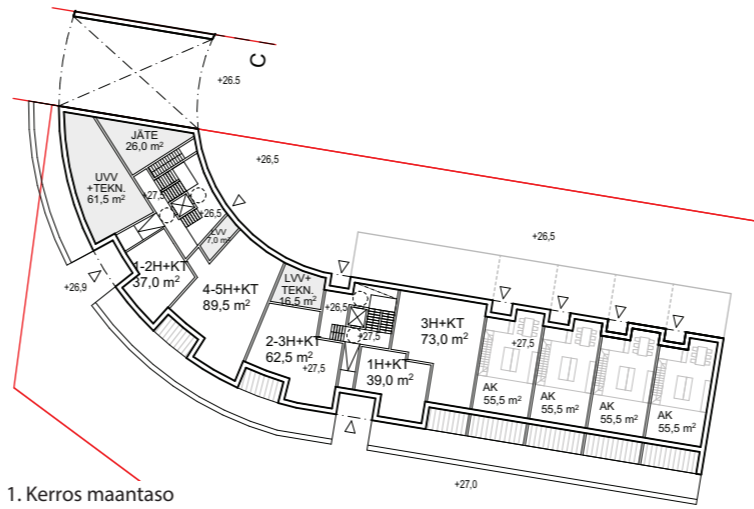 C
+26.5
JÄTE
26,0 m²
+26,5
UVV
+TEKN.
61,5 m²
+27,5
+26,5
LVV
7,0 m²
+26,5
1-2H+KT
37,0 m²
+26,9
4-5H+KT
89,5 m²
LVV+
TEKN.
16,5 m²
+26,5
+27,5
2-3H+KT
62,5 m²
+27,5
3H+KT
73,0 m²
1H+KT
39,0 m²
+27,5
AK
55,5 m²
AK
55,5 m²
AK
55,5 m²
AK
55,5 m²
+27,0
1. Kerros maantaso